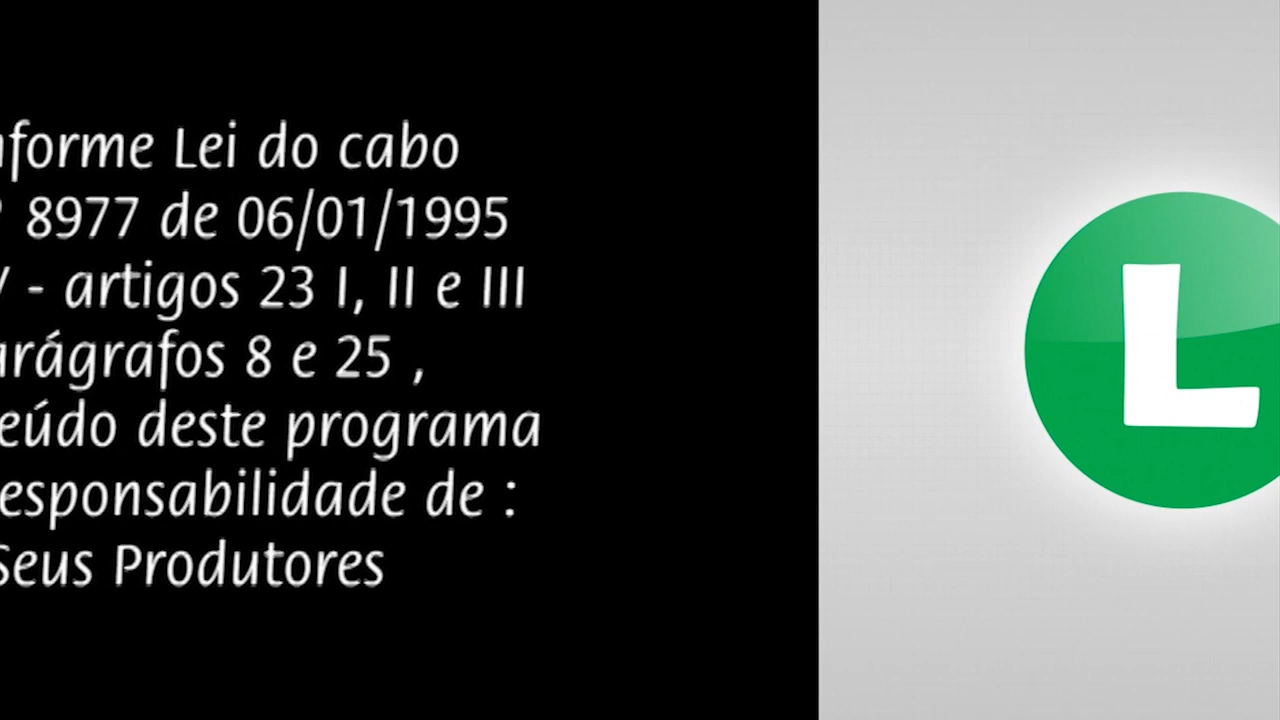 nforme Lei do cabo
8977 de 06/01/1995
- artigos 23 I, II e III
arágrafos 8 e 25 ,
eúdo deste programa
esponsabilidade de :
Seus Produtores
L